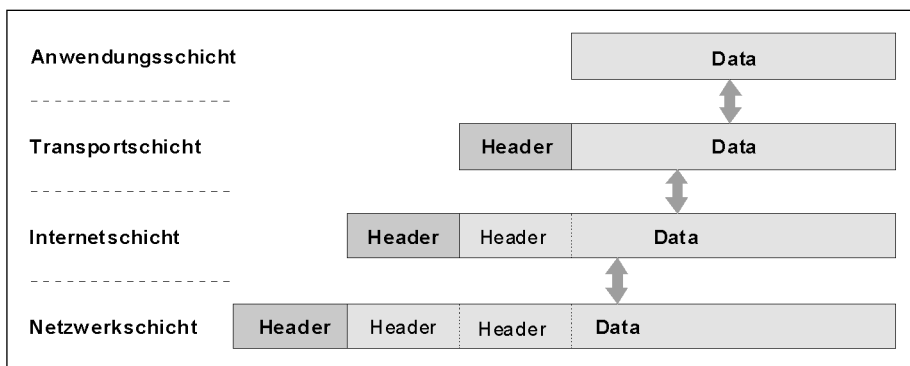 Anwendungsschicht Data
Transportschicht Header Data
Internetschicht Header Header Data
Netzwerkschicht Header Header Header Data